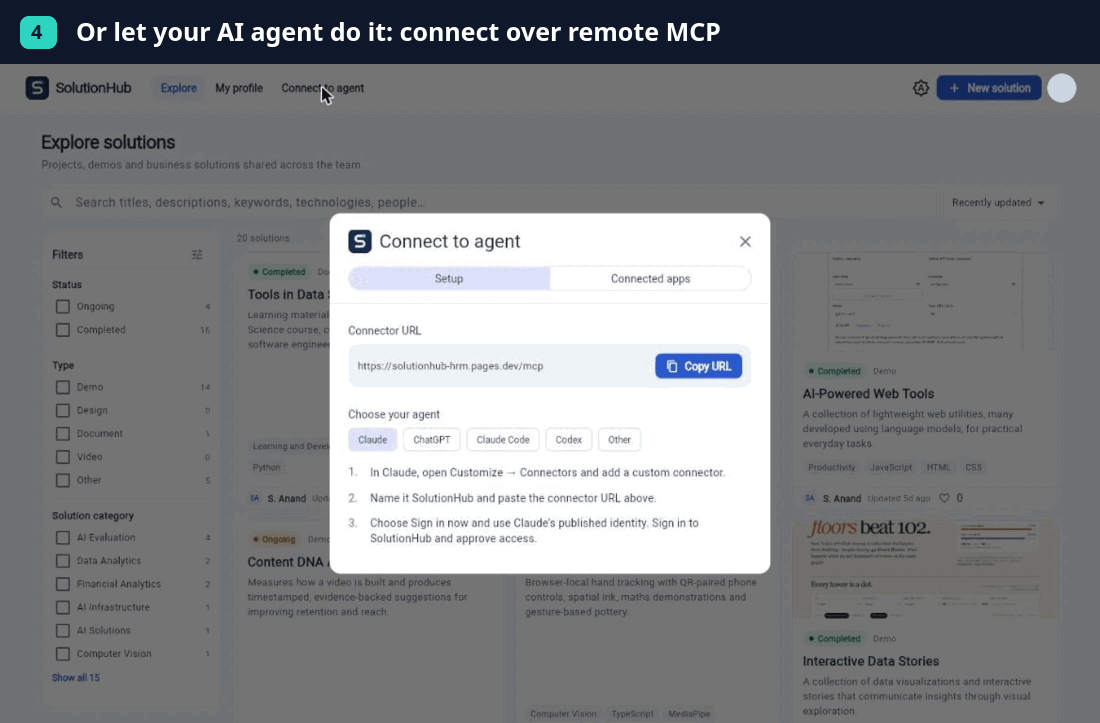 4 Or let your AI agent do it: connect over remote MCP
S SolutionHub Explore My profile Connect to agent + New solution
Explore solutions
Projects, demos and business solutions shared across the team.
Search titles, descriptions, keywords, technologies, people...
Recently updated
Filters
Status
Ongoing 4
Completed 16
Type
Demo 14
Design 0
Document 1
Video 0
Other 5
Solution category
AI Evaluation 4
Data Analytics 2
Financial Analytics 2
AI Infrastructure 1
AI Solutions 1
Computer Vision 1
Show all 15
20 solutions
Completed
Tools in Data
Learning material
Science course, c
software enginee
Learning and Deve
Python
SA S. Anand Upd
Ongoing Demo
Content DNA
Measures how a video is built and produces
timestamped, evidence-backed suggestions for
improving retention and reach.
S Connect to agent
Setup Connected apps
Connector URL
https://solutionhub-hrm.pages.dev/mcp Copy URL
Choose your agent
Claude ChatGPT Claude Code Codex Other
1. In Claude, open Customize → Connectors and add a custom connector.
2. Name it SolutionHub and paste the connector URL above.
3. Choose Sign in now and use Claude's published identity. Sign in to
SolutionHub and approve access.
Browser-local hand tracking with QR-paired phone
controls, spatial ink, maths demonstrations and
gesture-based pottery.
Computer Vision TypeScript MediaPipe
Completed Demo
AI-Powered Web Tools
A collection of lightweight web utilities, many
developed using language models, for practical
everyday tasks.
Productivity JavaScript HTML CSS
SA S. Anand Updated 5d ago 0
floors beat 102.
Every tower is a dot.
Completed Demo
Interactive Data Stories
A collection of data visualizations and interactive
stories that communicate insights through visual
exploration.